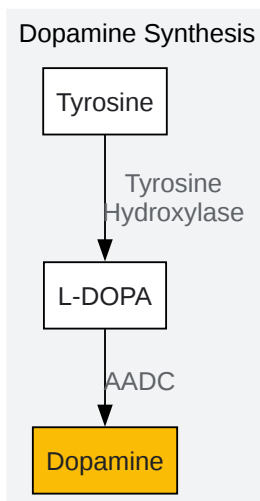 Dopamine Synthesis
Tyrosine
Tyrosine
Hydroxylase
L-DOPA
AADC
Dopamine